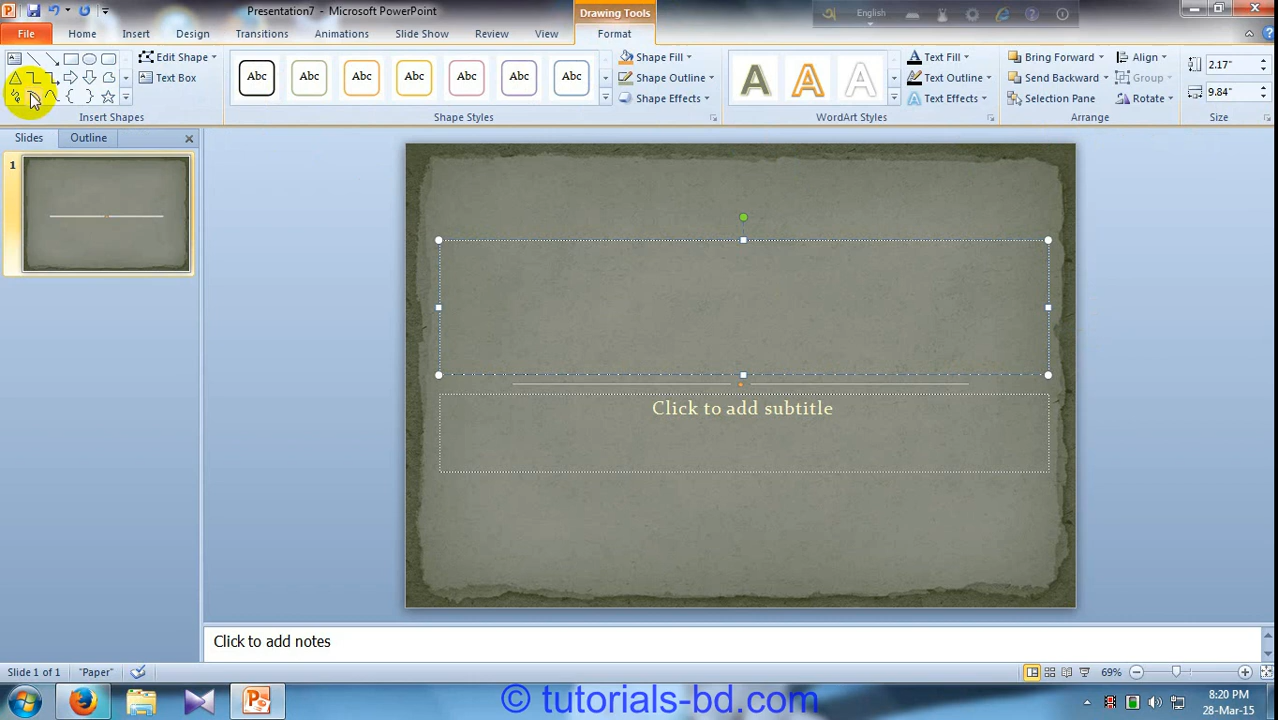 Presentation7 - Microsoft PowerPoint
Drawing Tools
English
File
Home
Insert
Design
Transitions
Animations
Slide Show
Review
View
Format
Edit Shape
Text Box
Insert Shapes
Abc
Abc
Abc
Abc
Abc
Abc
Abc
Shape Fill
Shape Outline
Shape Effects
Shape Styles
A
A
A
Text Fill
Text Outline
Text Effects
WordArt Styles
Bring Forward
Send Backward
Selection Pane
Align
Group
Rotate
Arrange
2.17"
9.84"
Size
Slides
Outline
1
Click to add subtitle
Click to add notes
Slide 1 of 1
"Paper"
69%
© tutorials-bd.com
8:20 PM
28-Mar-15